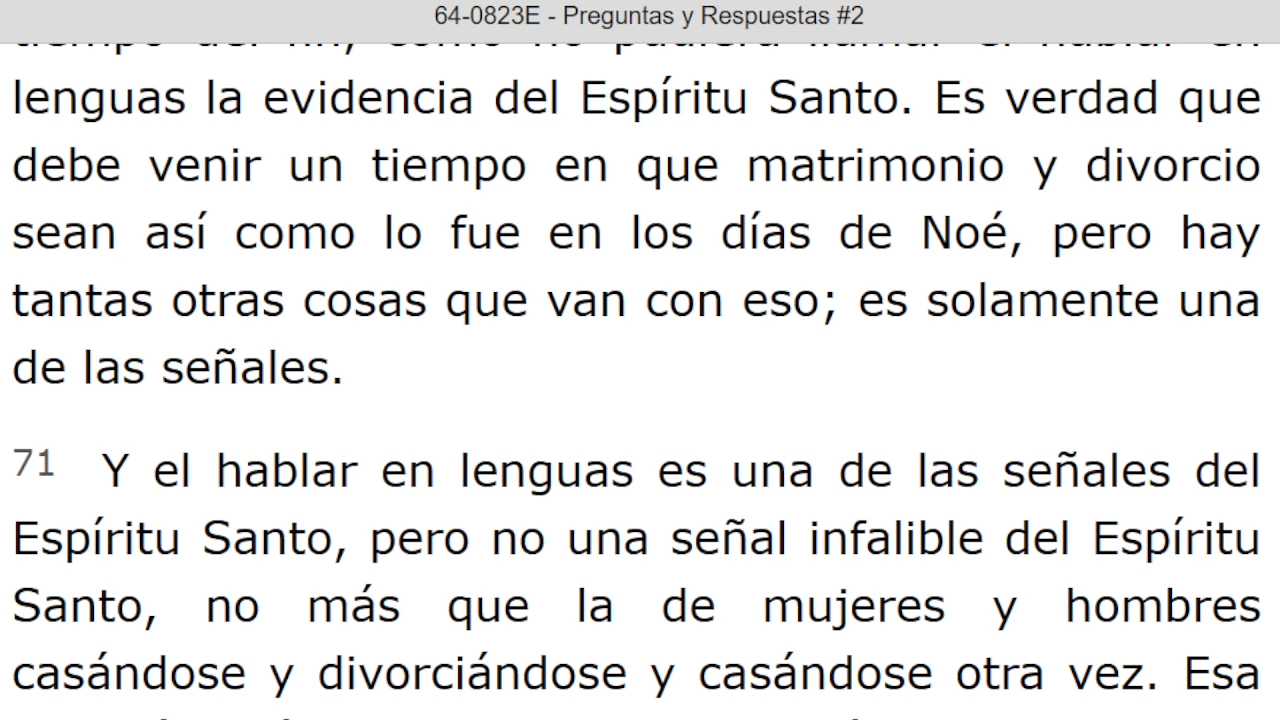 64-0823E - Preguntas y Respuestas #2
lenguas la evidencia del Espíritu Santo. Es verdad que
debe venir un tiempo en que matrimonio y divorcio
sean así como lo fue en los días de Noé, pero hay
tantas otras cosas que van con eso; es solamente una
de las señales.
71 Y el hablar en lenguas es una de las señales del
Espíritu Santo, pero no una señal infalible del Espíritu
Santo, no más que la de mujeres y hombres
casándose y divorciándose y casándose otra vez. Esa